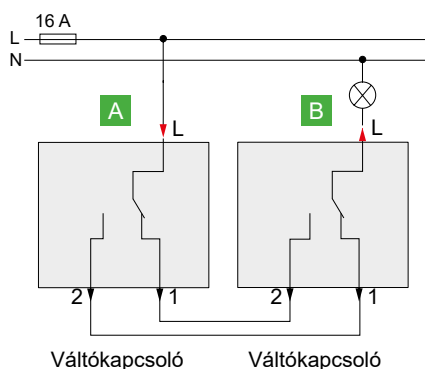 16 A
L
N
A B
L L
2 1 2 1
Váltókapcsoló Váltókapcsoló